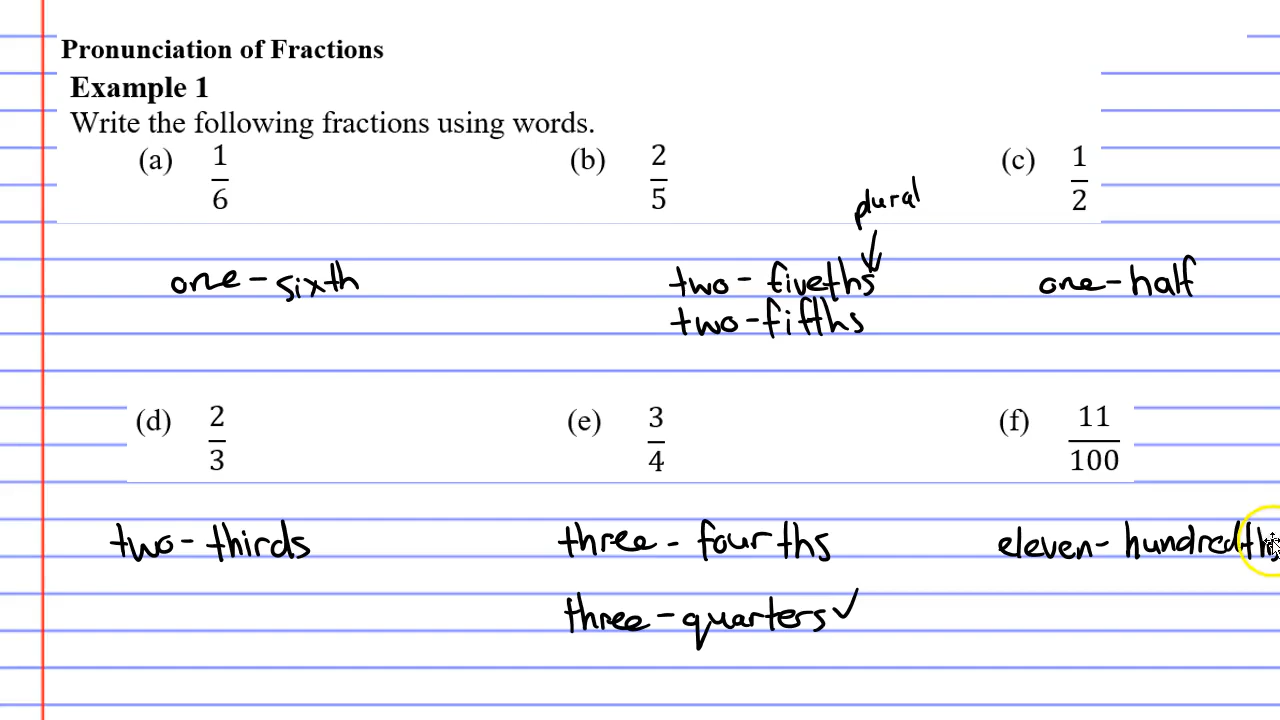 Pronunciation of Fractions
Example 1
Write the following fractions using words.
(a) 1/6 (b) 2/5 (c) 1/2
plural
one-sixth two-fiveths one-half
two-fifths
(d) 2/3 (e) 3/4 (f) 11/100
two-thirds three-fourths eleven-hundredths
three-quarters ✓